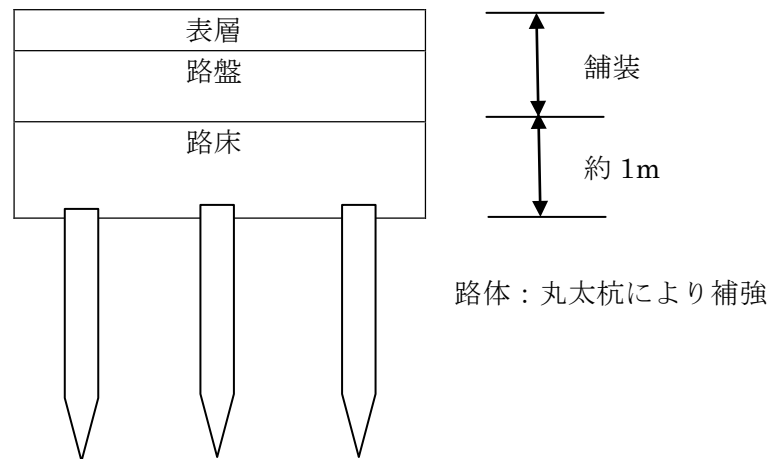 表層
路盤
舗装
路床
約 1m
路体：丸太杭により補強